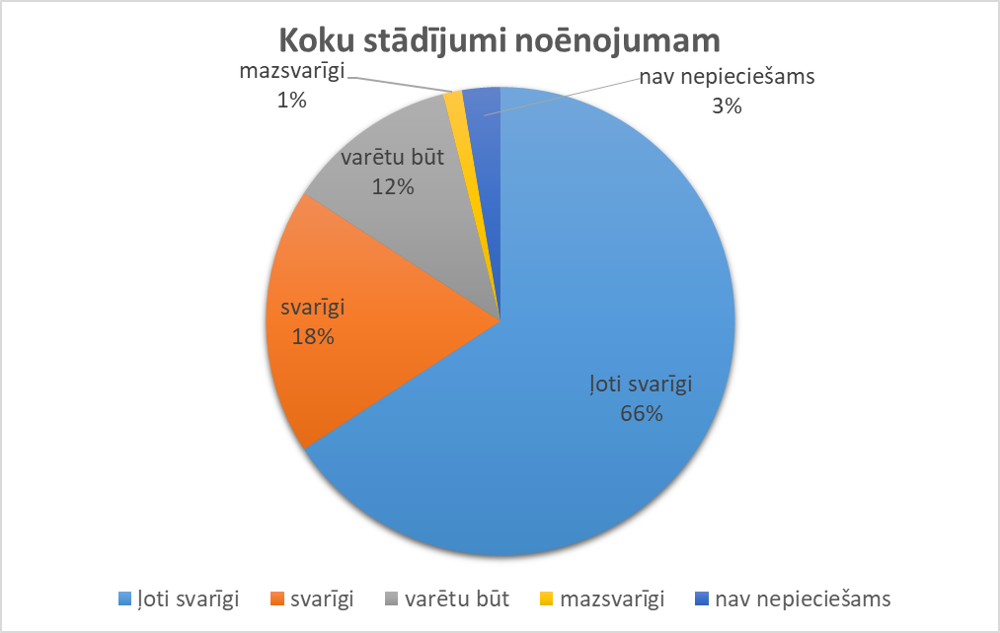 Koku stādījumi noēnojumam
mazsvarīgi
1%
nav nepieciešams
3%
varētu būt
12%
svarīgi
18%
ļoti svarīgi
66%
ļoti svarīgi svarīgi varētu būt mazsvarīgi nav nepieciešams